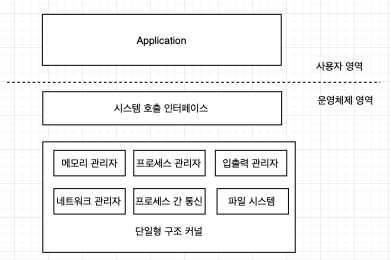 Application
사용자 영역
운영체제 영역
시스템 호출 인터페이스
메모리 관리자
프로세스 관리자
입출력 관리자
네트워크 관리자
프로세스 간 통신
파일 시스템
단일형 구조 커널